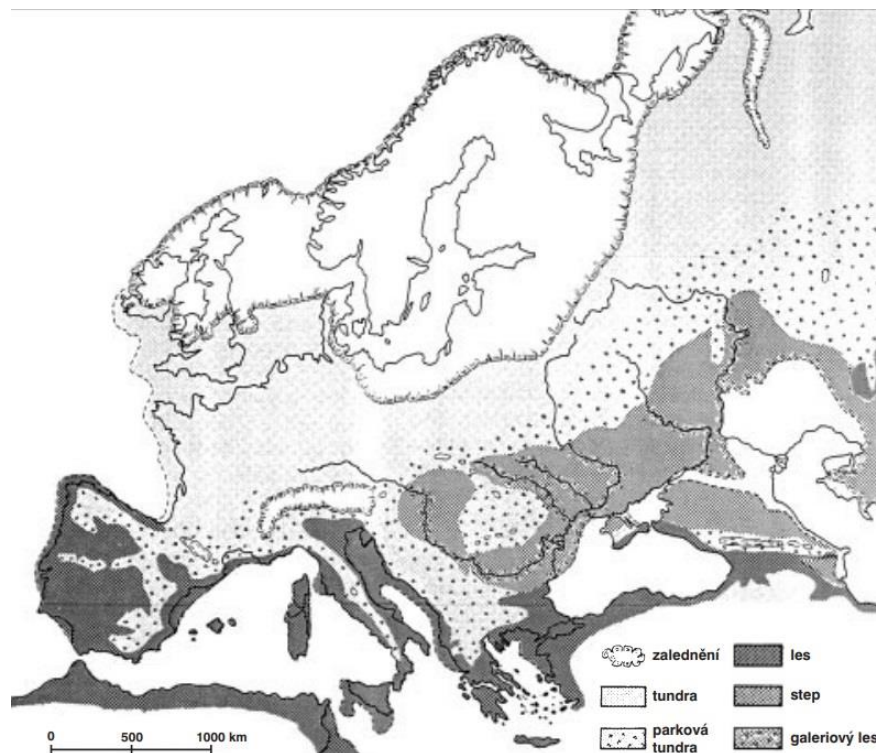 zalednění
les
tundra
step
parková
tundra
galeriový les
0 500 1000 km